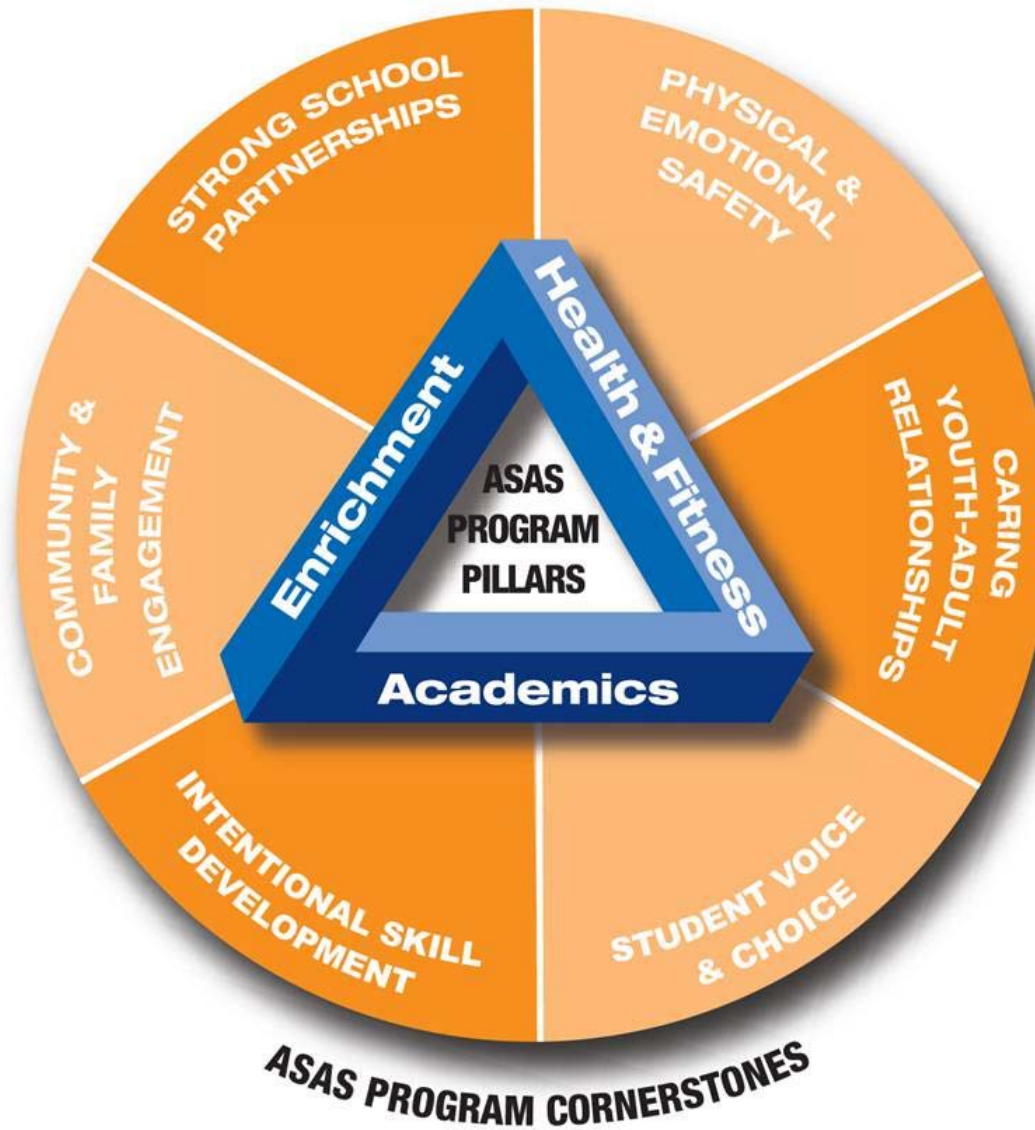 STRONG SCHOOL
PARTNERSHIPS
PHYSICAL &
EMOTIONAL
SAFETY
CARING
YOUTH-ADULT
RELATIONSHIPS
STUDENT VOICE
& CHOICE
INTENTIONAL SKILL
DEVELOPMENT
COMMUNITY &
FAMILY
ENGAGEMENT
Enrichment
Health & Fitness
Academics
ASAS
PROGRAM
PILLARS
ASAS PROGRAM CORNERSTONES